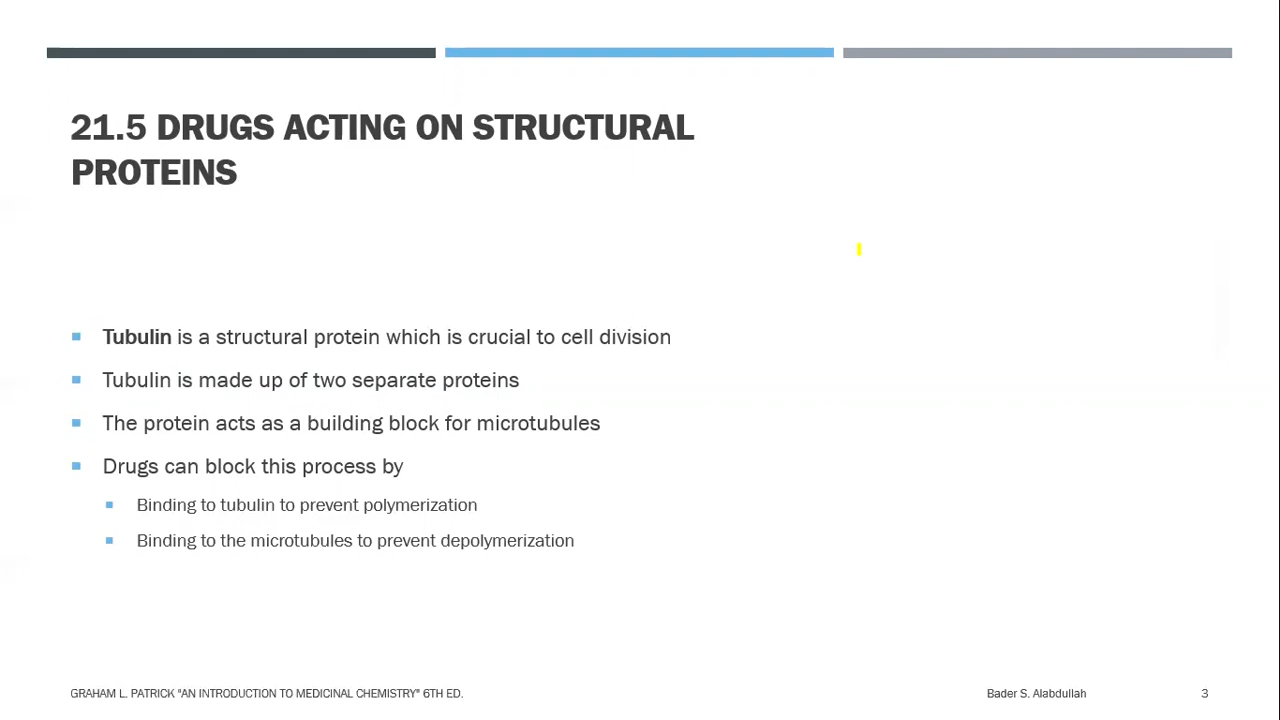 21.5 DRUGS ACTING ON STRUCTURAL
PROTEINS
Tubulin is a structural protein which is crucial to cell division
Tubulin is made up of two separate proteins
The protein acts as a building block for microtubules
Drugs can block this process by
Binding to tubulin to prevent polymerization
Binding to the microtubules to prevent depolymerization
GRAHAM L. PATRICK "AN INTRODUCTION TO MEDICINAL CHEMISTRY" 6TH ED.
Bader S. Alabdullah
3